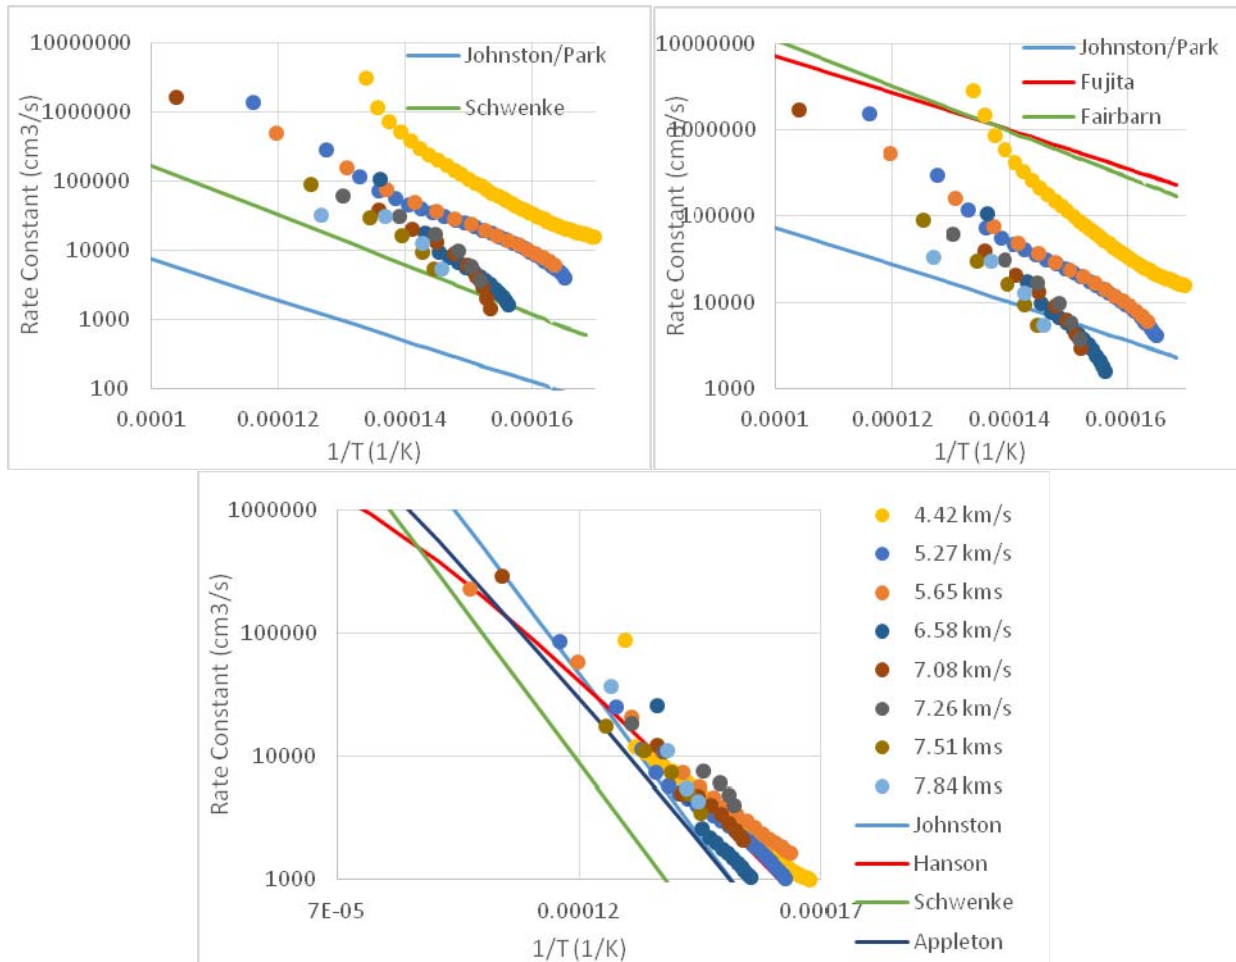 10000000
1000000
100000
10000
1000
100
Rate Constant (cm3/s)
Johnston/Park
Schwenke
0.0001
0.00012
0.00014
0.00016
1/T (1/K)
10000000
1000000
100000
10000
1000
Rate Constant (cm3/s)
Johnston/Park
Fujita
Fairbarn
0.0001
0.00012
0.00014
0.00016
1/T (1/K)
1000000
100000
10000
1000
Rate Constant (cm3/s)
7E-05
0.00012
0.00017
1/T (1/K)
4.42 km/s
5.27 km/s
5.65 kms
6.58 km/s
7.08 km/s
7.26 km/s
7.51 kms
7.84 kms
Johnston
Hanson
Schwenke
Appleton